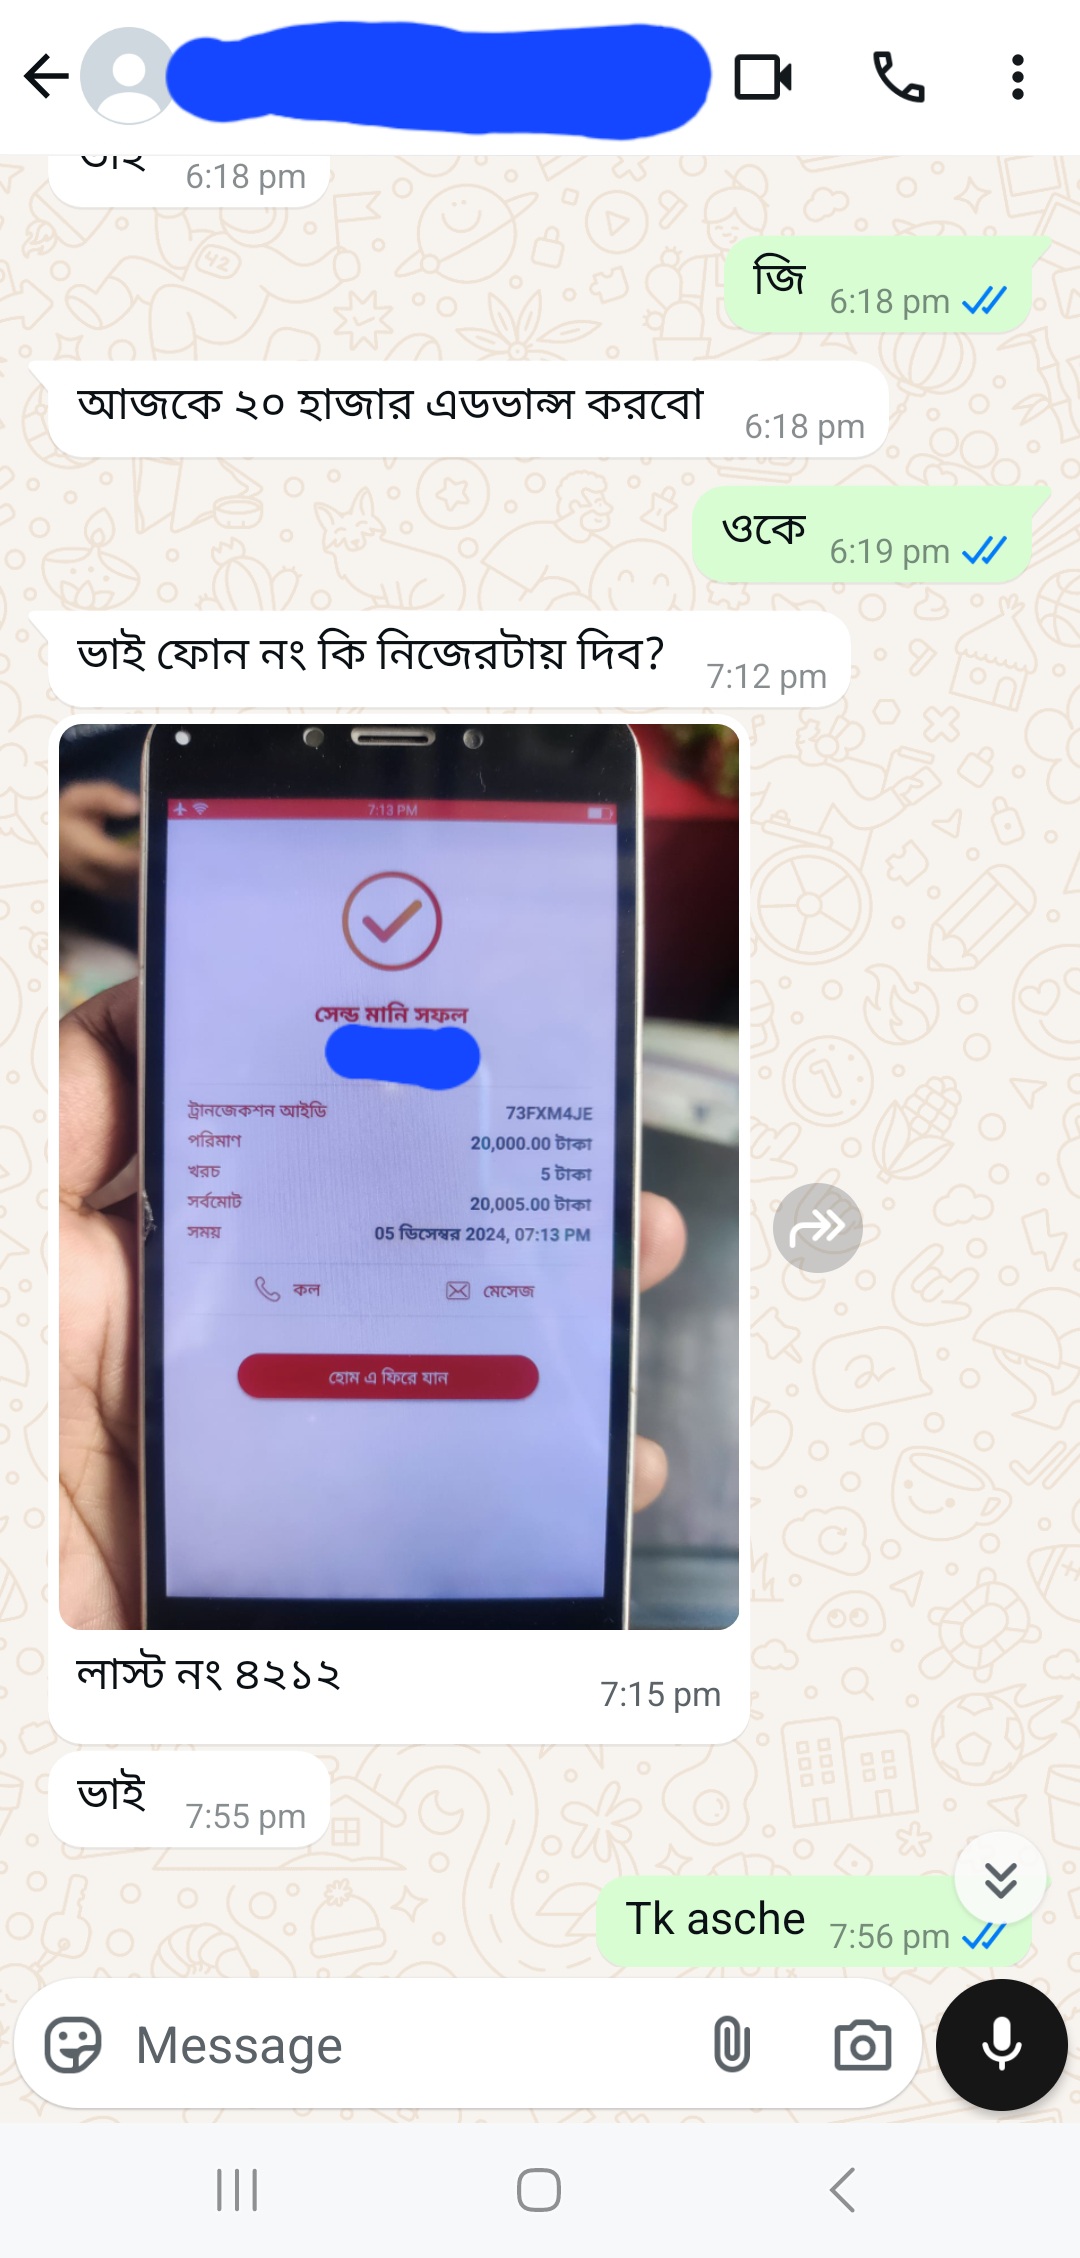 ভাই
6:18 pm
জি
6:18 pm
আজকে ২০ হাজার এডভান্স করবো
6:18 pm
ওকে
6:19 pm
ভাই ফোন নং কি নিজেরটায় দিব?
7:12 pm
7:13 PM
সেন্ড মানি সফল
ট্রানজেকশন আইডি 73FXM4JE
পরিমাণ 20,000.00 টাকা
খরচ 5 টাকা
সর্বমোট 20,005.00 টাকা
সময় 05 ডিসেম্বর 2024, 07:13 PM
কল মেসেজ
হোম এ ফিরে যান
লাস্ট নং ৪২১২
7:15 pm
ভাই
7:55 pm
Tk asche
7:56 pm
Message